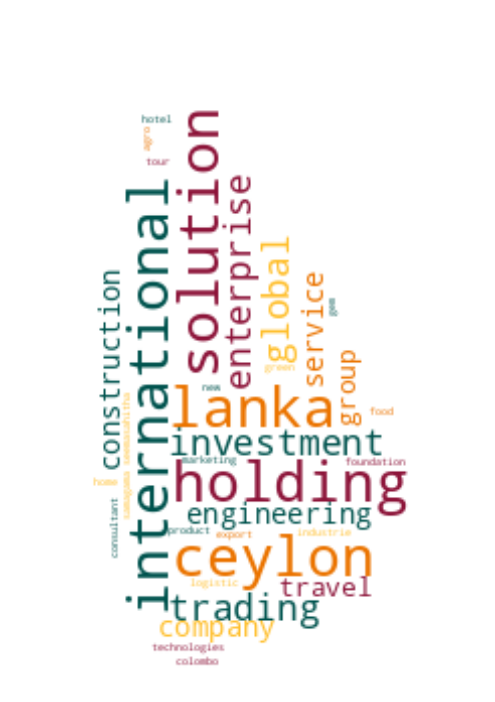 hotel
agro
tour
solution
international
enterprise
global
construction
service
gem
green
group
new
lanka
food
investment
marketing
foundation
holding
home
consultant
engineering
product
export
industrie
ceylon
logistic
travel
trading
company
technologies
colombo